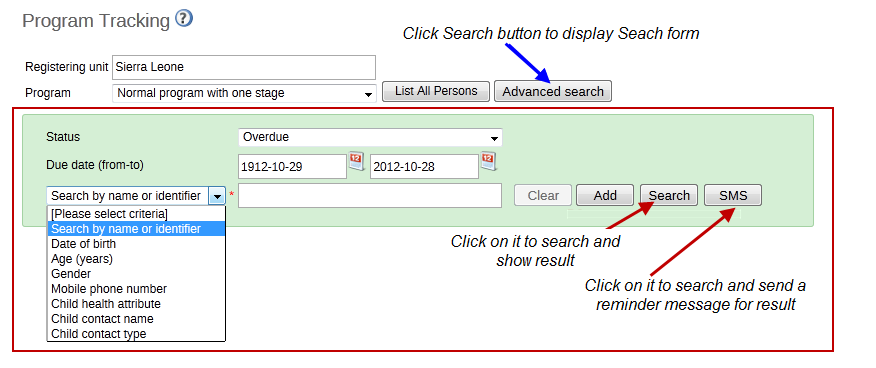 Program Tracking ?
Click Search button to display Seach form
Registering unit Sierra Leone
Program Normal program with one stage List All Persons Advanced search
Status Overdue
Due date (from-to) 1912-10-29 12 2012-10-28 12
Search by name or identifier * Clear Add Search SMS
[Please select criteria]
Search by name or identifier
Date of birth
Age (years)
Gender
Mobile phone number
Child health attribute
Child contact name
Child contact type
Click on it to search and
show result
Click on it to search and send a
reminder message for result